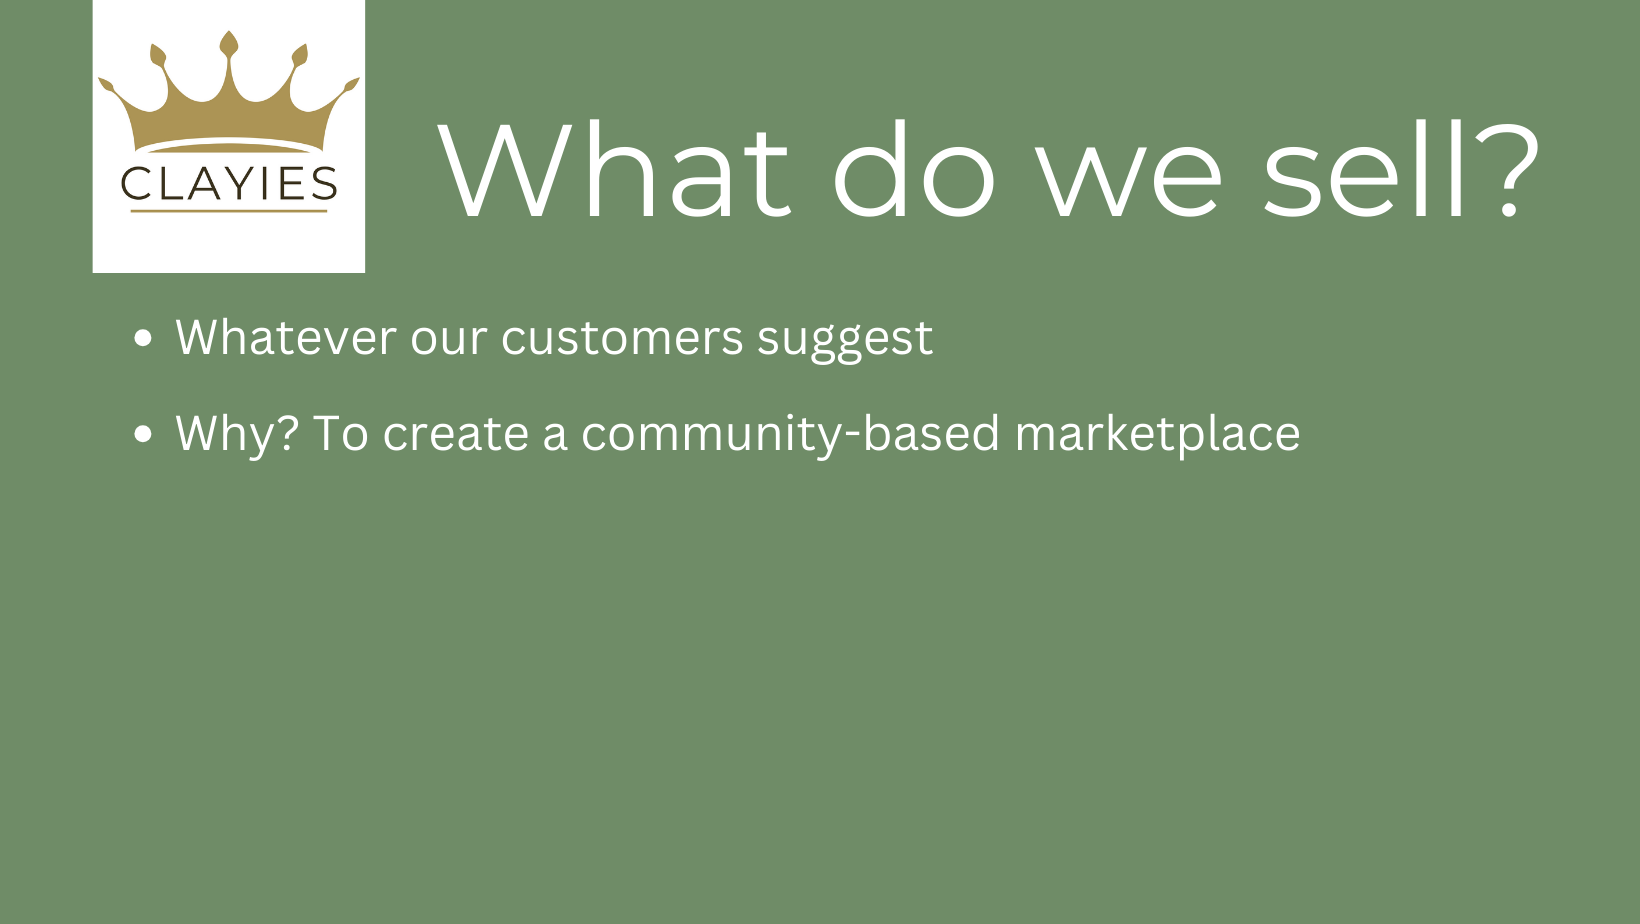 CLAYIES
What do we sell?
• Whatever our customers suggest
• Why? To create a community-based marketplace